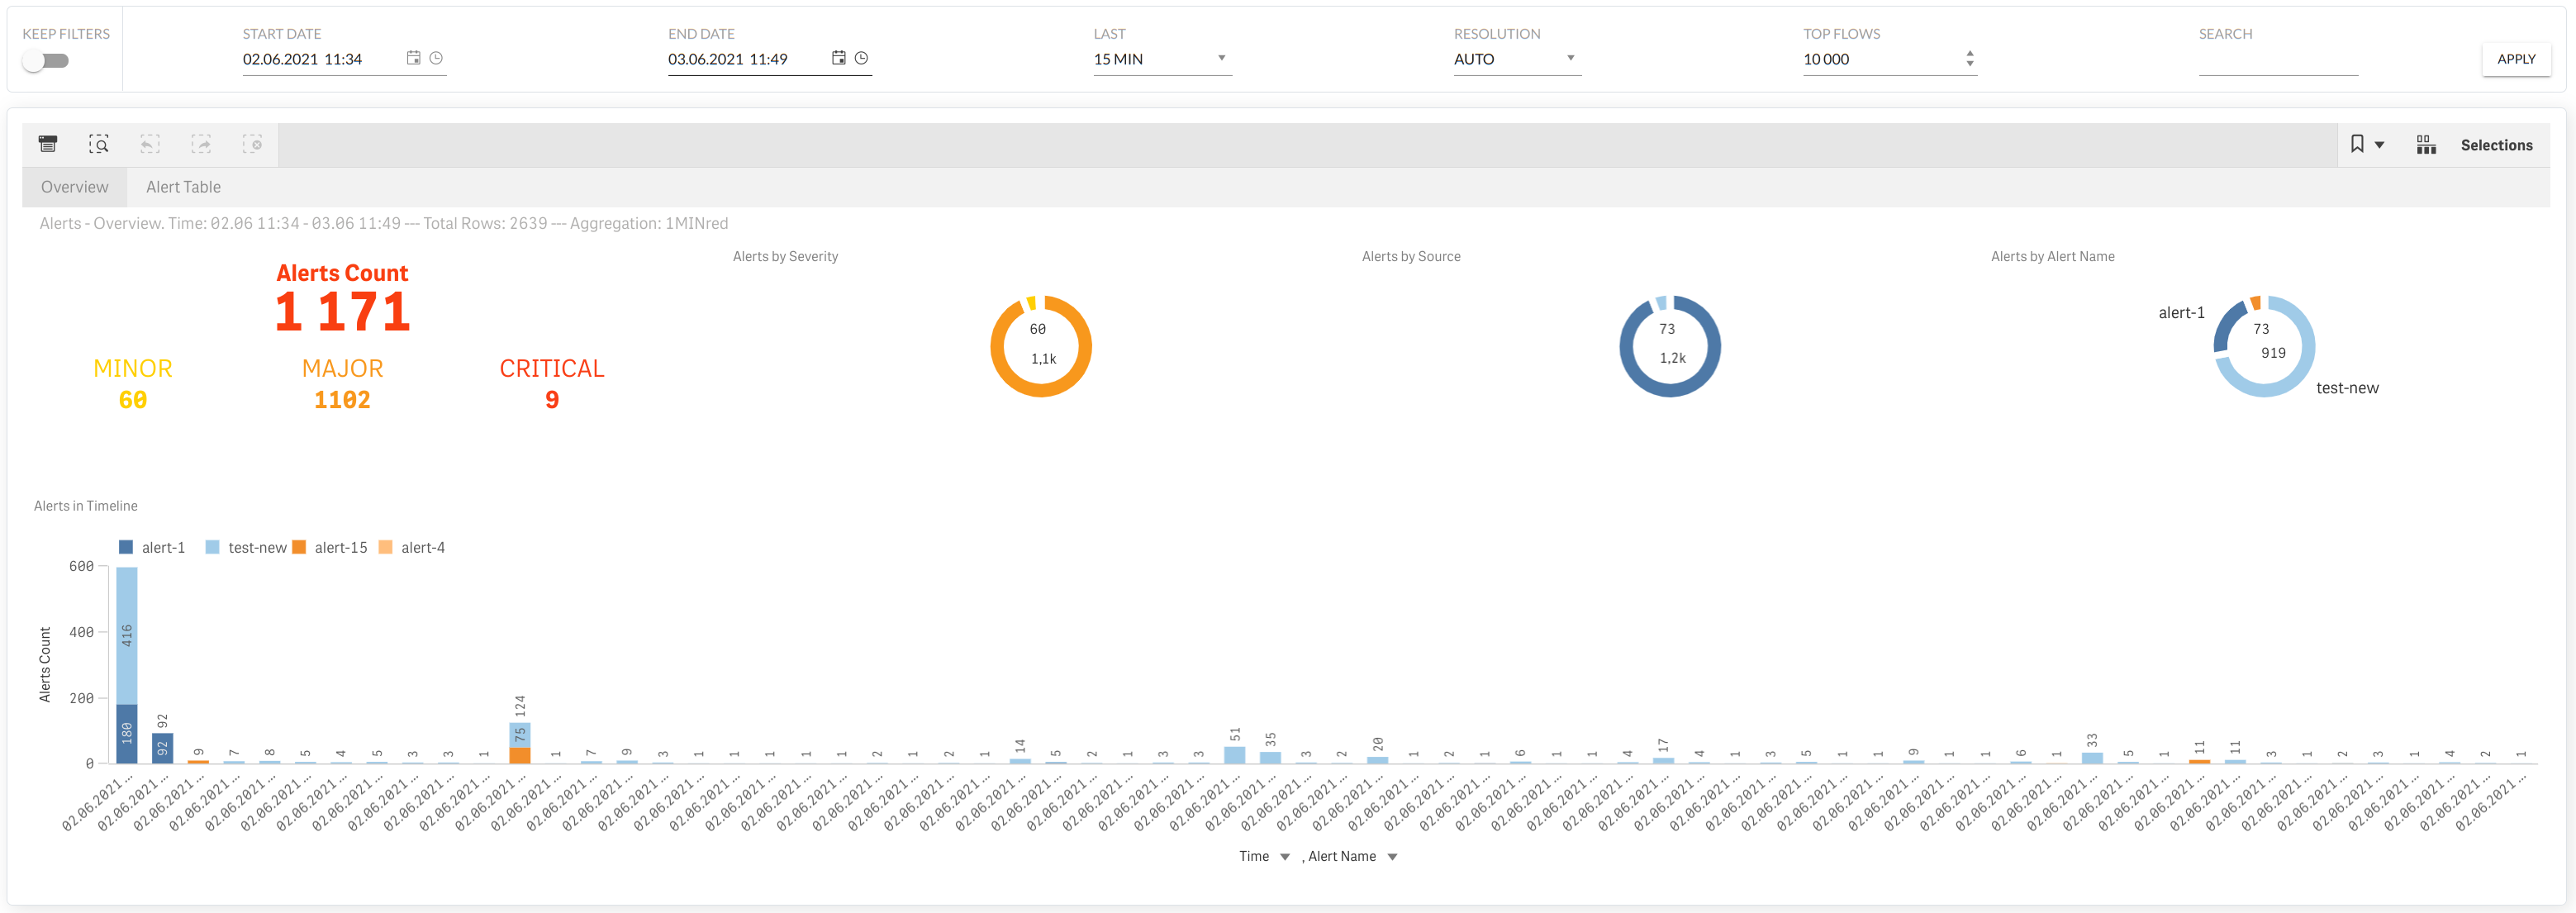 KEEP FILTERS
START DATE
02.06.2021 11:34
END DATE
03.06.2021 11:49
LAST
15 MIN
RESOLUTION
AUTO
TOP FLOWS
10 000
SEARCH
APPLY
Selections
Overview
Alert Table
Alerts - Overview. Time: 02.06 11:34 - 03.06 11:49 --- Total Rows: 2639 --- Aggregation: 1MINred
Alerts Count
1 171
MINOR
60
MAJOR
1102
CRITICAL
9
Alerts by Severity
60
1,1k
Alerts by Source
73
1,2k
Alerts by Alert Name
alert-1
73
919
test-new
Alerts in Timeline
alert-1 test-new alert-15 alert-4
Alerts Count
600
400
200
0
416
180
92
92
9 7 8 5 4 5 3 3 1
124
75
1 7 9 3 1 1 1 1 1 2 1 2 1 14 5 2 1 3 3 51 35 3 2 20 1 2 1 6 1 1 4 17 4 1 3 5 1 1 9 1 1 6 1 33 5 1 11 11 3 1 2 3 1 4 2 1
02.06.2021 ... 02.06.2021 ... 02.06.2021 ... 02.06.2021 ... 02.06.2021 ... 02.06.2021 ... 02.06.2021 ... 02.06.2021 ... 02.06.2021 ... 02.06.2021 ... 02.06.2021 ... 02.06.2021 ... 02.06.2021 ... 02.06.2021 ... 02.06.2021 ... 02.06.2021 ... 02.06.2021 ... 02.06.2021 ... 02.06.2021 ... 02.06.2021 ... 02.06.2021 ... 02.06.2021 ... 02.06.2021 ... 02.06.2021 ... 02.06.2021 ... 02.06.2021 ... 02.06.2021 ... 02.06.2021 ... 02.06.2021 ... 02.06.2021 ... 02.06.2021 ... 02.06.2021 ... 02.06.2021 ... 02.06.2021 ... 02.06.2021 ... 02.06.2021 ... 02.06.2021 ... 02.06.2021 ... 02.06.2021 ... 02.06.2021 ... 02.06.2021 ... 02.06.2021 ... 02.06.2021 ... 02.06.2021 ... 02.06.2021 ... 02.06.2021 ... 02.06.2021 ... 02.06.2021 ... 02.06.2021 ... 02.06.2021 ... 02.06.2021 ... 02.06.2021 ... 02.06.2021 ... 02.06.2021 ... 02.06.2021 ... 02.06.2021 ... 02.06.2021 ... 02.06.2021 ... 02.06.2021 ... 02.06.2021 ... 02.06.2021 ... 02.06.2021 ... 02.06.2021 ... 02.06.2021 ... 02.06.2021 ... 02.06.2021 ... 02.06.2021 ... 02.06.2021 ...
Time , Alert Name